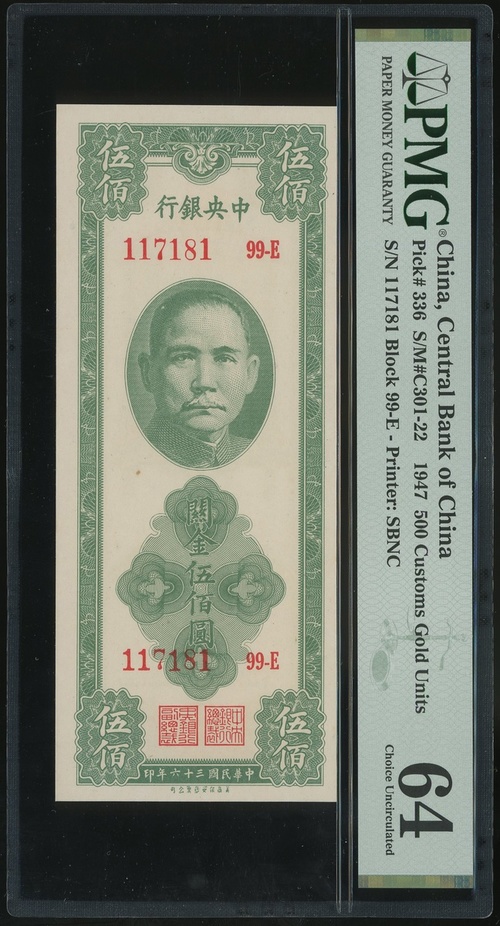 伍佰 伍佰
行銀央中
117181 99-E
關金伍佰圓
117181 99-E
伍佰 伍佰
印年六十三國民華中
PMG®
PAPER MONEY GUARANTY
China, Central Bank of China
Pick# 336 S/M#C301-22 1947 500 Customs Gold Units
S/N 117181 Block 99-E - Printer: SBNC
64
Choice Uncirculated